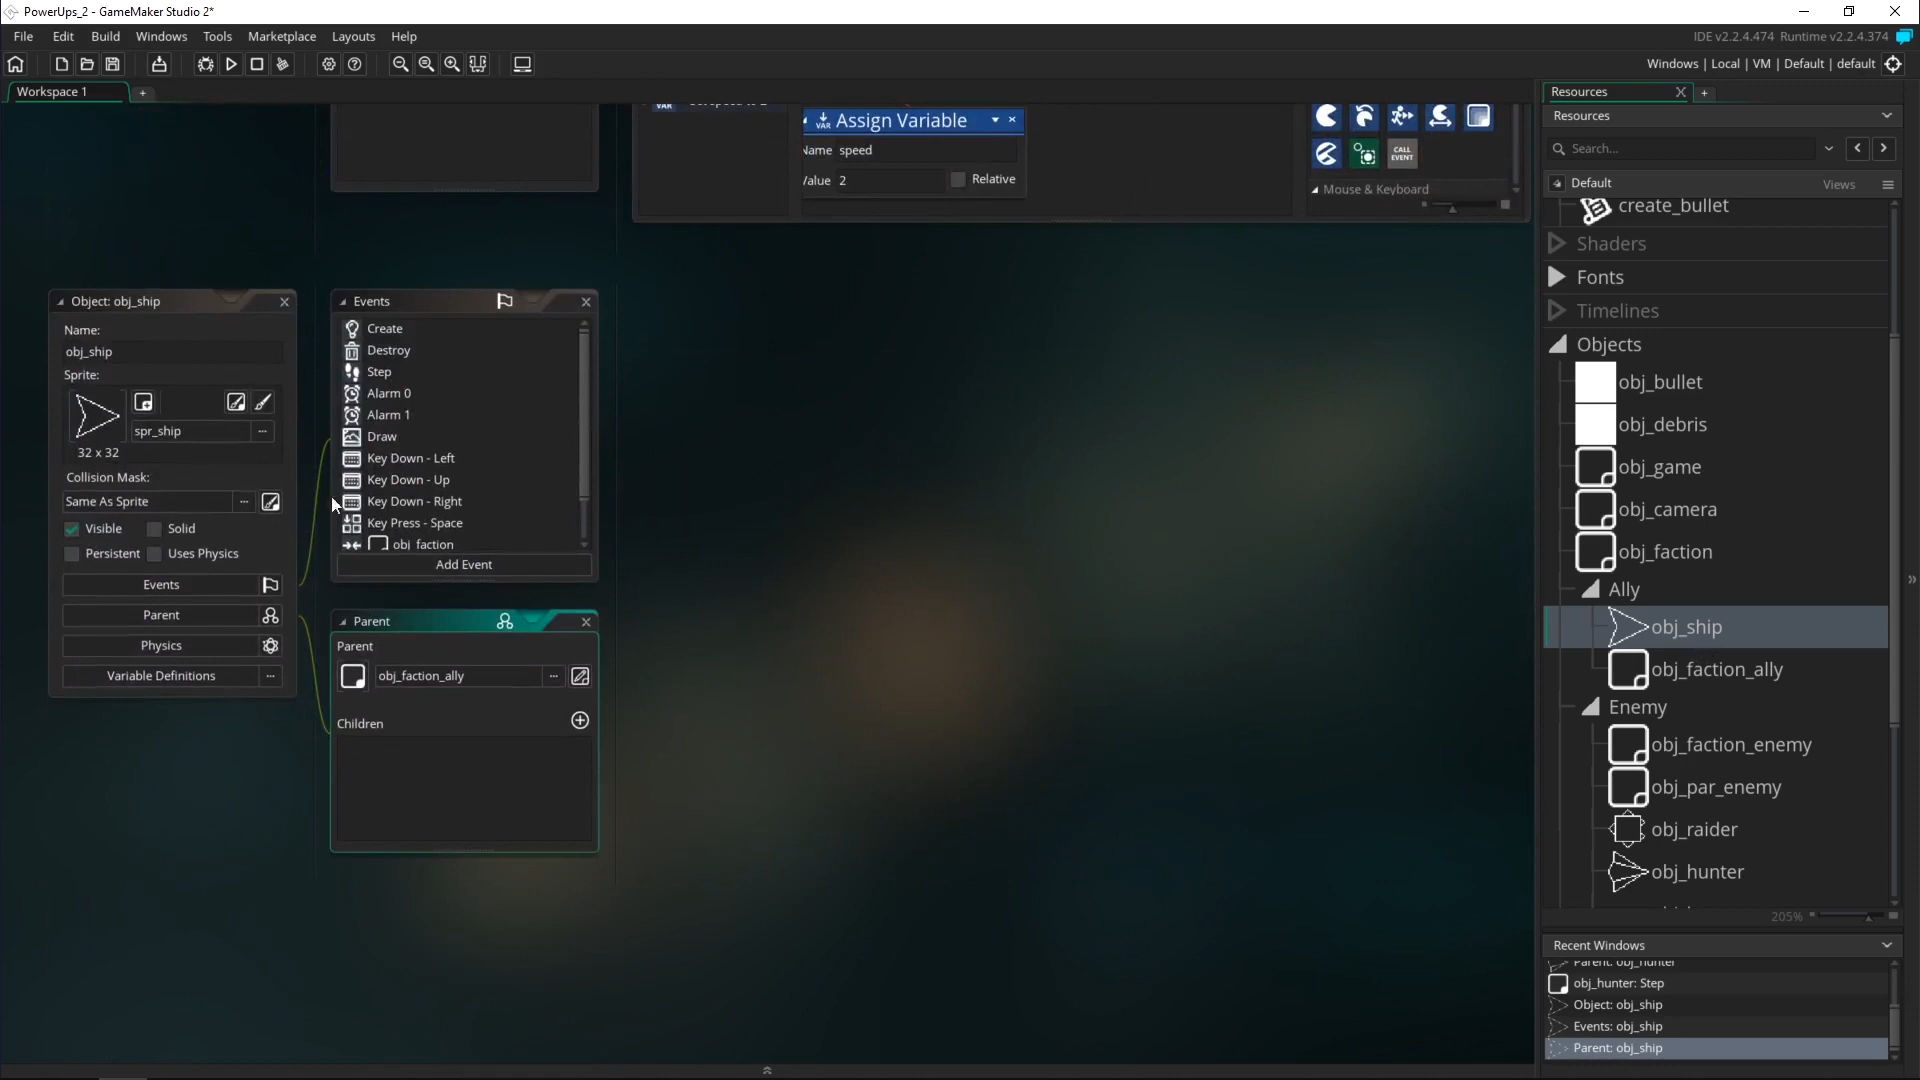 PowerUps_2 - GameMaker Studio 2*
File Edit Build Windows Tools Marketplace Layouts Help
IDE v2.2.4.474 Runtime v2.2.4.374
Windows | Local | VM | Default | default
Workspace 1
Assign Variable
Name speed
Value 2 Relative
CALL EVENT
Mouse & Keyboard
Object: obj_ship
Name:
obj_ship
Sprite:
spr_ship
32 x 32
Collision Mask:
Same As Sprite
Visible Solid
Persistent Uses Physics
Events
Parent
Physics
Variable Definitions
Events
Create
Destroy
Step
Alarm 0
Alarm 1
Draw
Key Down - Left
Key Down - Up
Key Down - Right
Key Press - Space
obj_faction
Add Event
Parent
Parent
obj_faction_ally
Children
Resources
Resources
Search...
Default Views
create_bullet
Shaders
Fonts
Timelines
Objects
obj_bullet
obj_debris
obj_game
obj_camera
obj_faction
Ally
obj_ship
obj_faction_ally
Enemy
obj_faction_enemy
obj_par_enemy
obj_raider
obj_hunter
205%
Recent Windows
Parent: obj_hunter
obj_hunter: Step
Object: obj_ship
Events: obj_ship
Parent: obj_ship